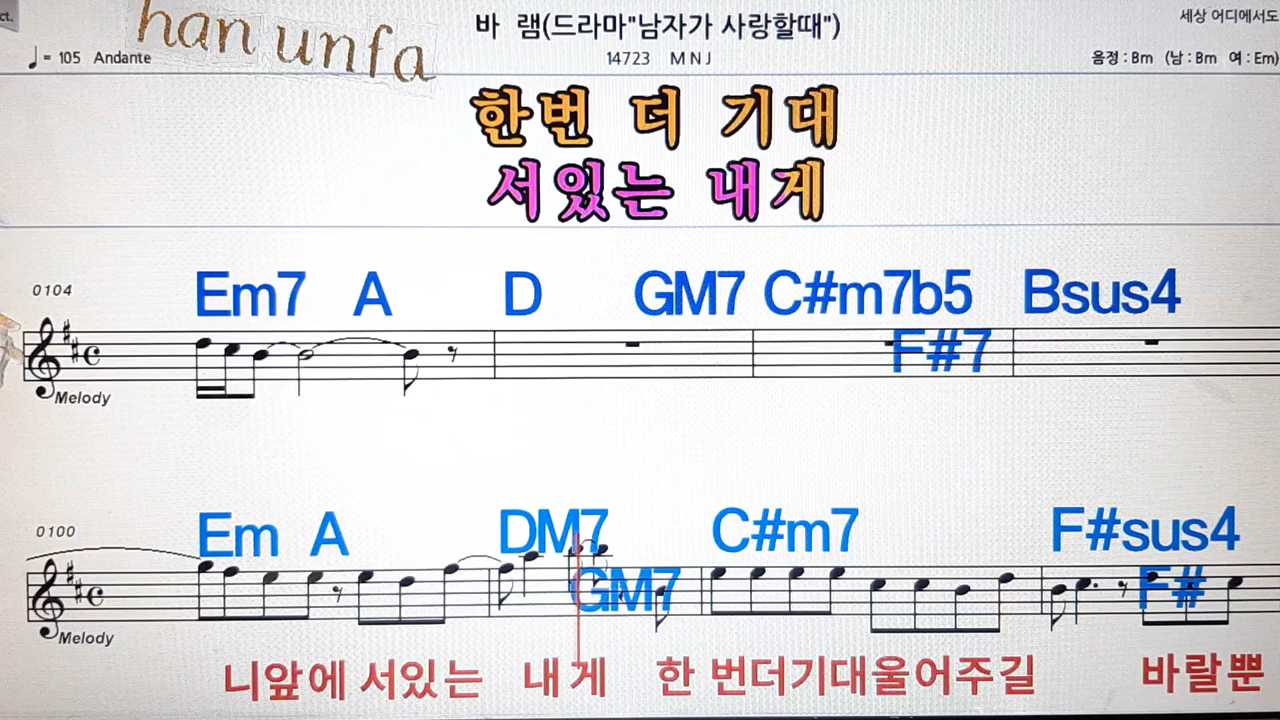 ct.
han unfa
바 램(드라마"남자가 사랑할때")
세상 어디에서도
♩= 105 Andante
14723 M N J
음정 : Bm (남 : Bm 여 : Em)
한번 더 기대
서있는 내게
0104
Em7 A D GM7 C#m7b5 Bsus4
F#7
Melody
0100
Em A DM7 C#m7 F#sus4
GM7 F#
Melody
니앞에 서있는 내게 한 번더기대울어주길 바랄뿐